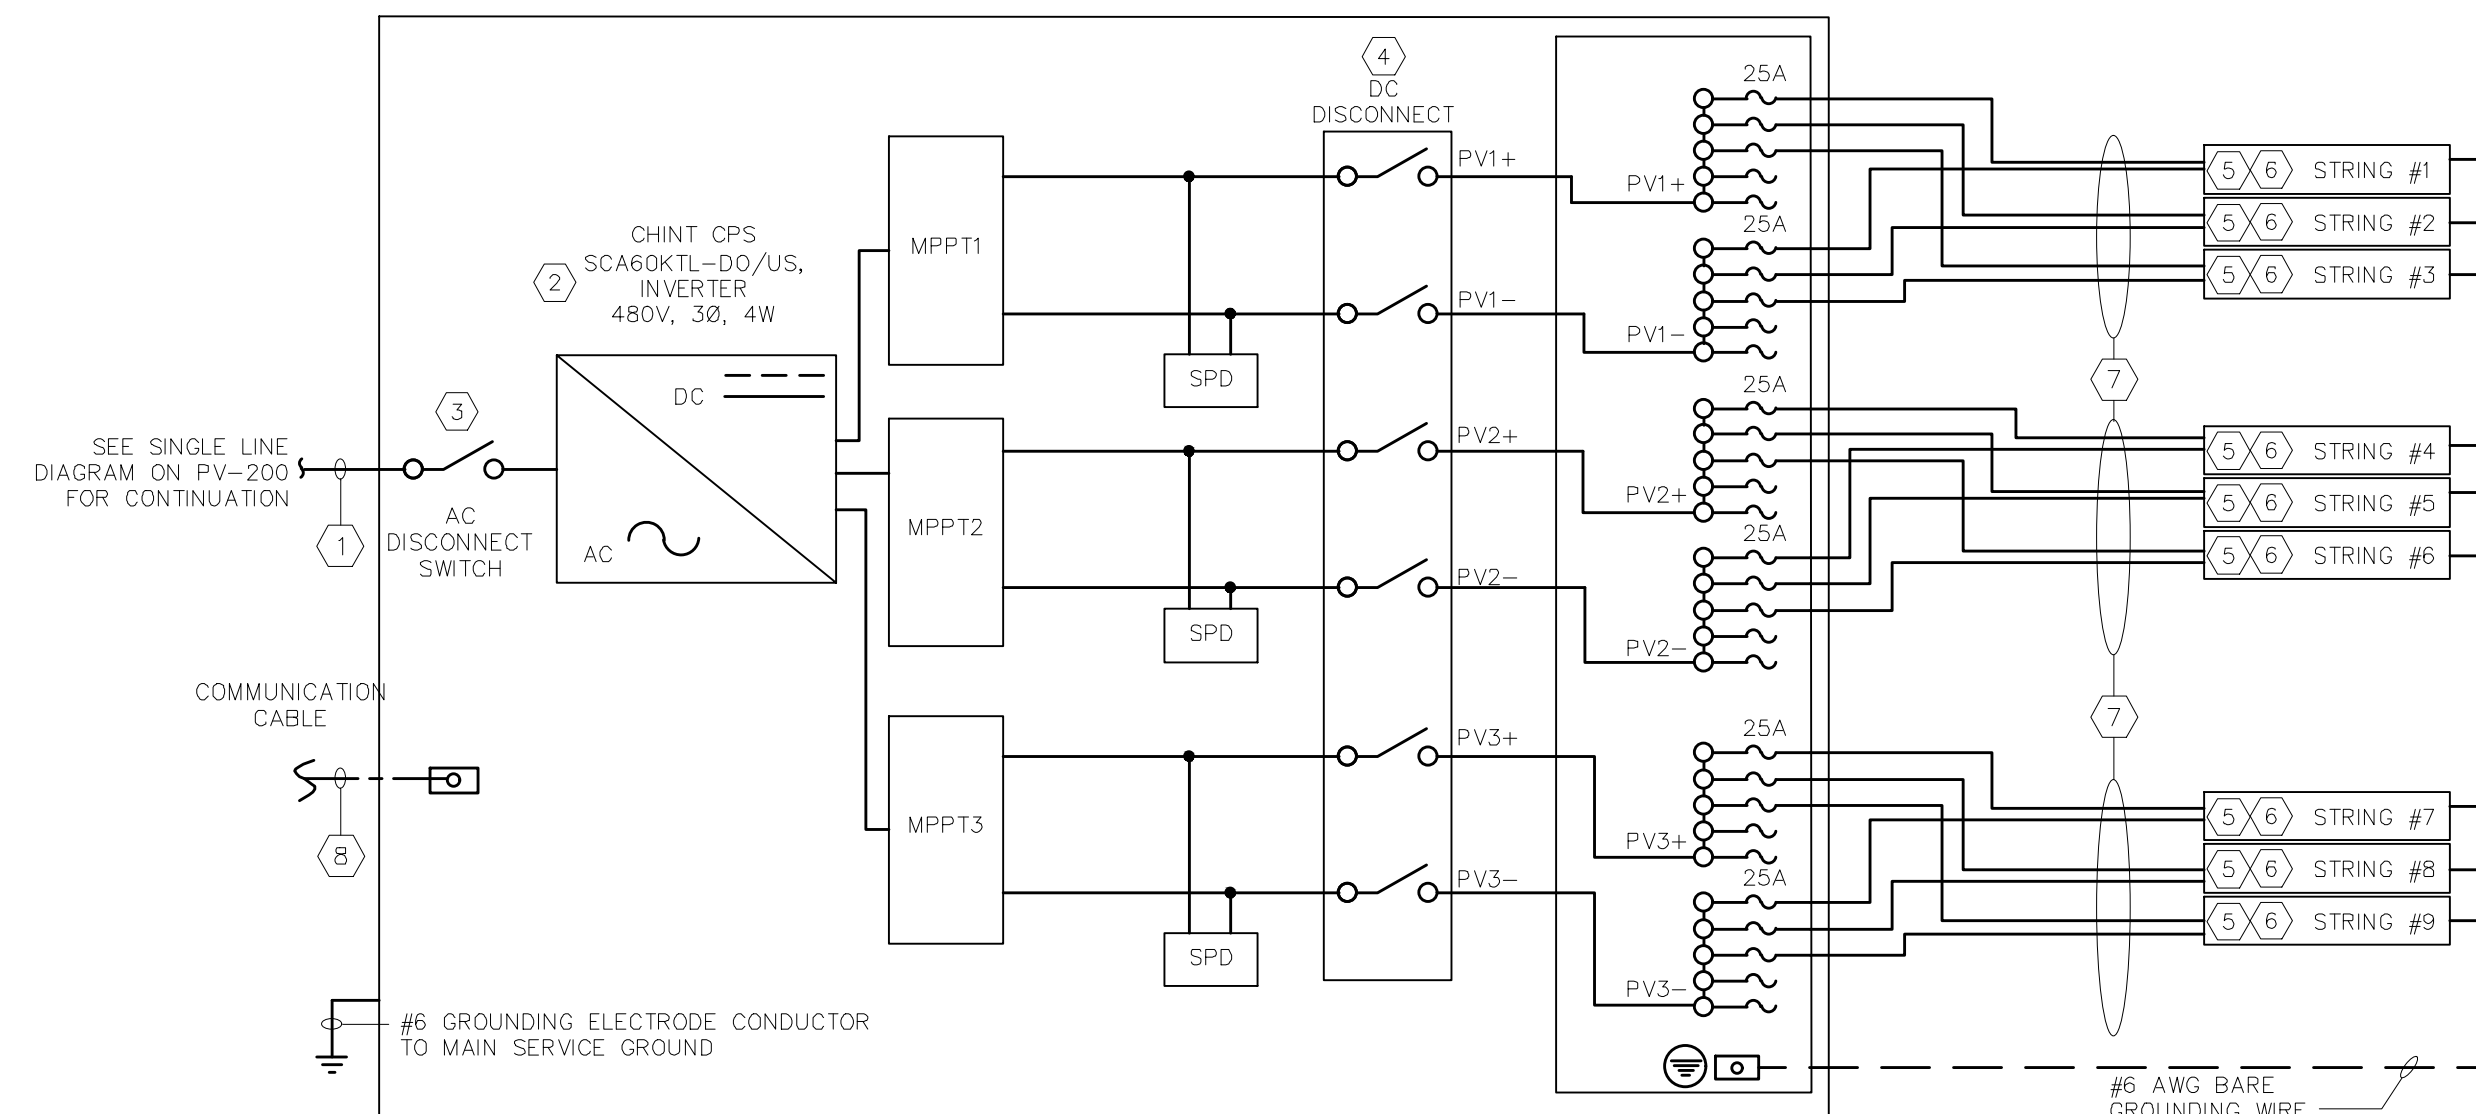 4
DC
DISCONNECT
25A
PV1+
PV1+
5 6 STRING #1
25A
5 6 STRING #2
CHINT CPS
SCA60KTL-DO/US,
INVERTER
480V, 3Ø, 4W
2
MPPT1
5 6 STRING #3
PV1-
PV1-
SPD
7
25A
DC
3
SEE SINGLE LINE
DIAGRAM ON PV-200
FOR CONTINUATION
PV2+
5 6 STRING #4
PV2+
5 6 STRING #5
AC
DISCONNECT
SWITCH
1
MPPT2
25A
AC
5 6 STRING #6
PV2-
SPD
PV2-
COMMUNICATION
CABLE
7
25A
PV3+
8
MPPT3
5 6 STRING #7
PV3+
25A
PV3-
5 6 STRING #8
5 6 STRING #9
SPD
PV3-
#6 GROUNDING ELECTRODE CONDUCTOR
TO MAIN SERVICE GROUND
#6 AWG BARE
GROUNDING WIRE